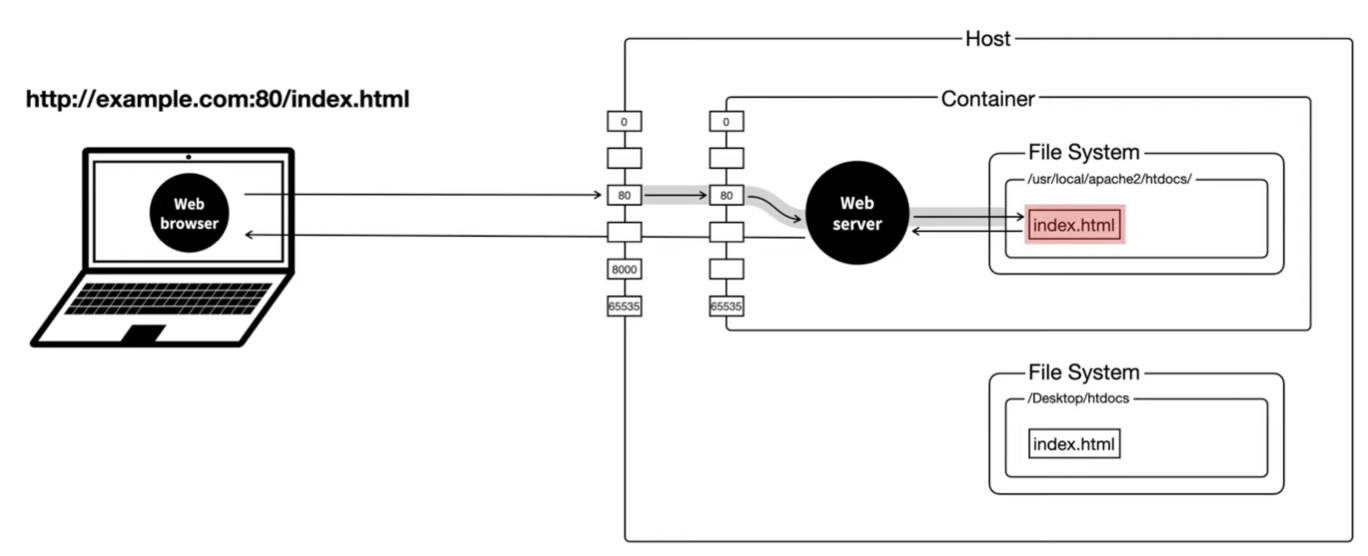 Host
http://example.com:80/index.html
Container
0
0
File System
/usr/local/apache2/htdocs/
80
80
Web
browser
Web
server
index.html
8000
65535
65535
File System
/Desktop/htdocs
index.html